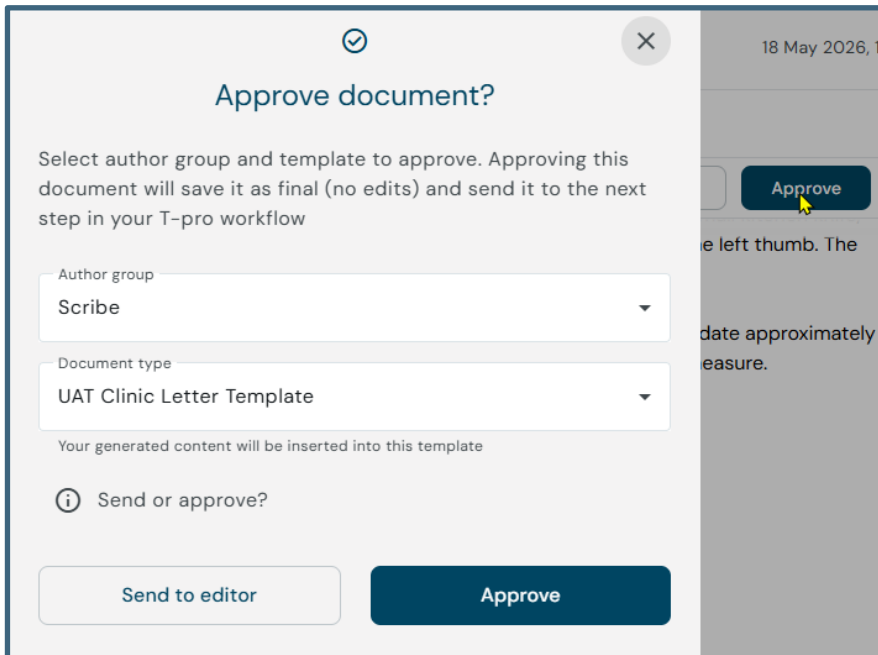 18 May 2026,
Approve document?
Select author group and template to approve. Approving this
document will save it as final (no edits) and send it to the next
step in your T-pro workflow
Approve
left thumb. The
Author group
Scribe
date approximately
Document type
UAT Clinic Letter Template
Your generated content will be inserted into this template
Send or approve?
Send to editor
Approve